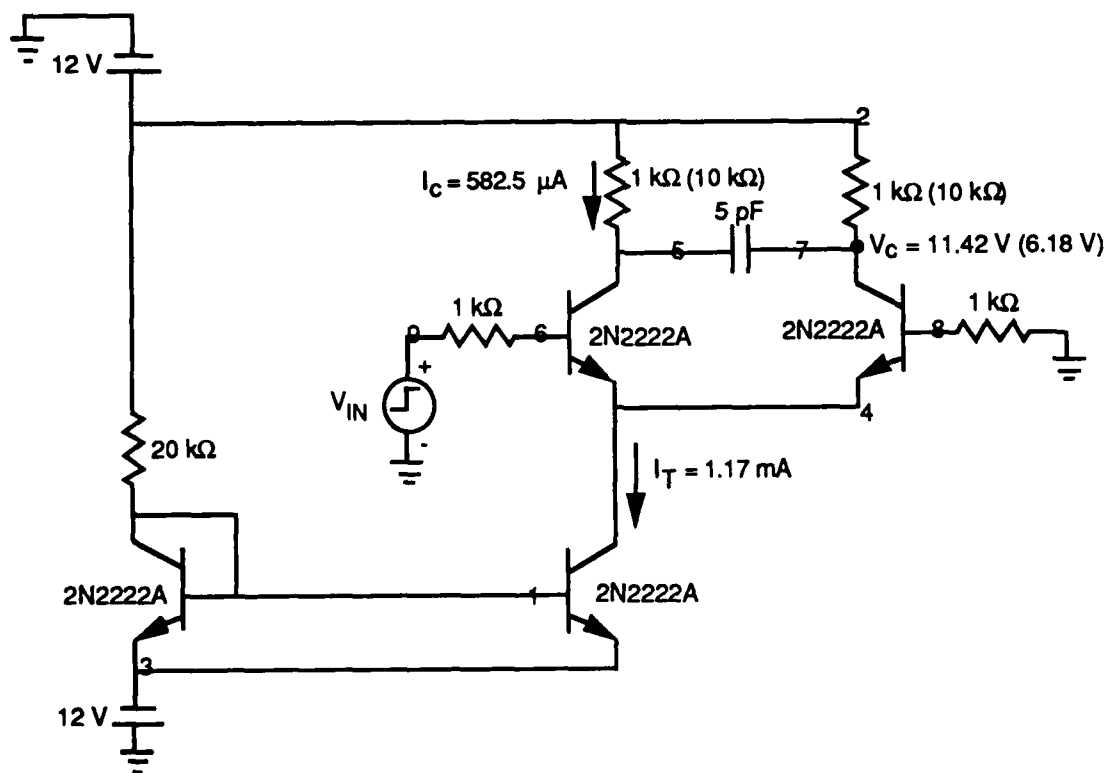 12 V
2
I_C = 582.5 μA
1 kΩ (10 kΩ)
1 kΩ (10 kΩ)
5 pF
5
7
V_C = 11.42 V (6.18 V)
1 kΩ
1 kΩ
9
6
2N2222A
2N2222A
8
+
V_IN
-
4
20 kΩ
I_T = 1.17 mA
2N2222A
1
2N2222A
3
12 V